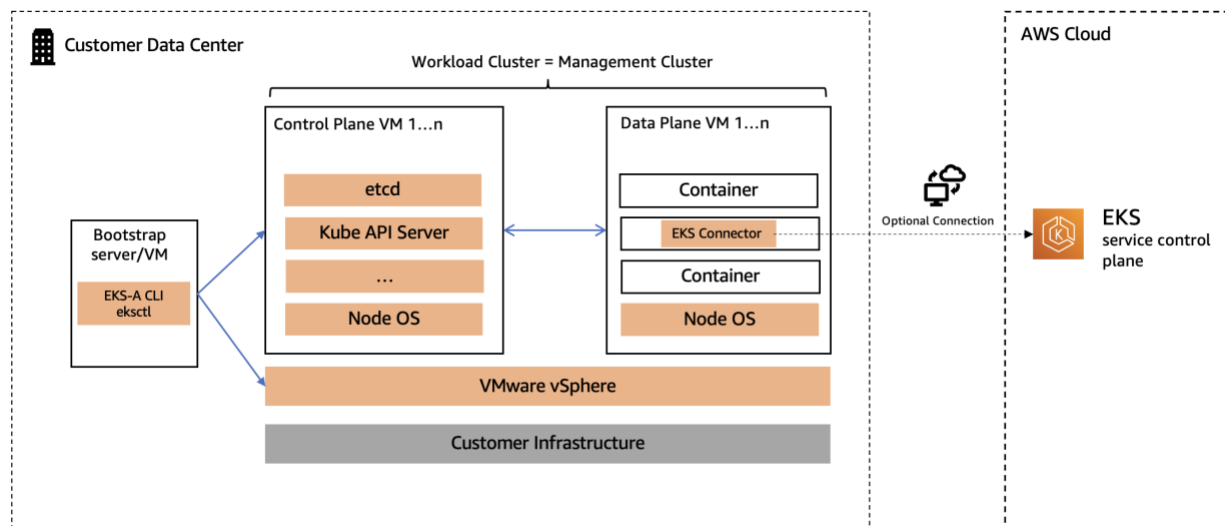 Customer Data Center
AWS Cloud
Workload Cluster = Management Cluster
Control Plane VM 1...n
Data Plane VM 1...n
etcd
Kube API Server
...
Node OS
Container
EKS Connector
Container
Node OS
Bootstrap
server/VM
EKS-A CLI
eksctl
Optional Connection
EKS
service control
plane
VMware vSphere
Customer Infrastructure